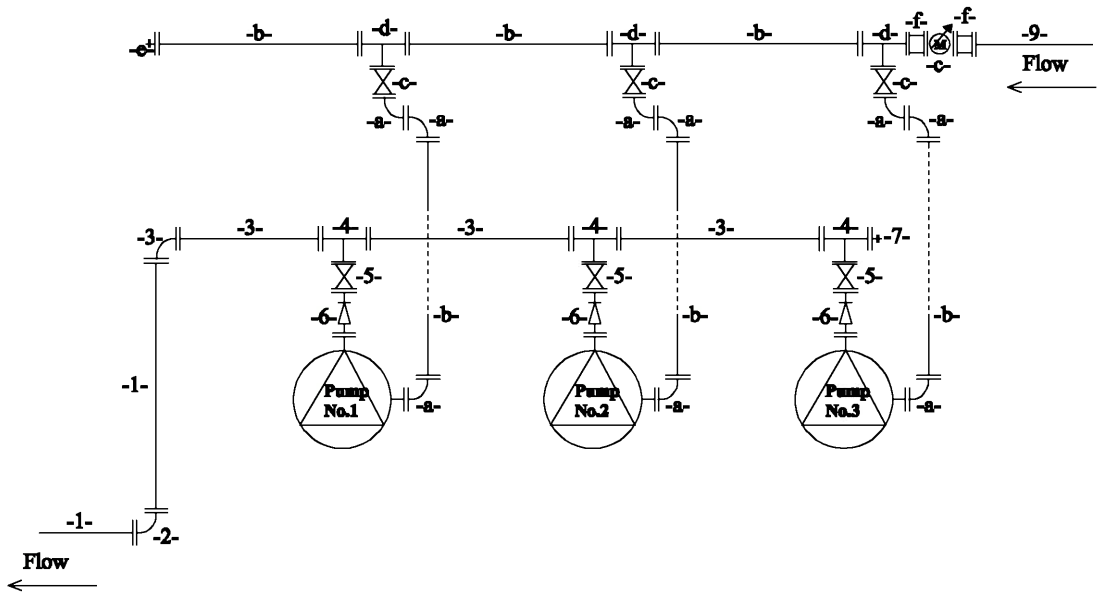 -e- -b- -d- -b- -d- -b- -d- -f- -f- -9-
M
-c- -c- -c- -c-
Flow
-a- -a- -a- -a- -a- -a-
-3- -3- -4- -3- -4- -3- -4- -7-
-5- -5- -5-
-6- -b- -6- -b- -6- -b-
-1-
Pump
No.1
Pump
No.2
Pump
No.3
-a- -a- -a-
-1-
-2-
Flow